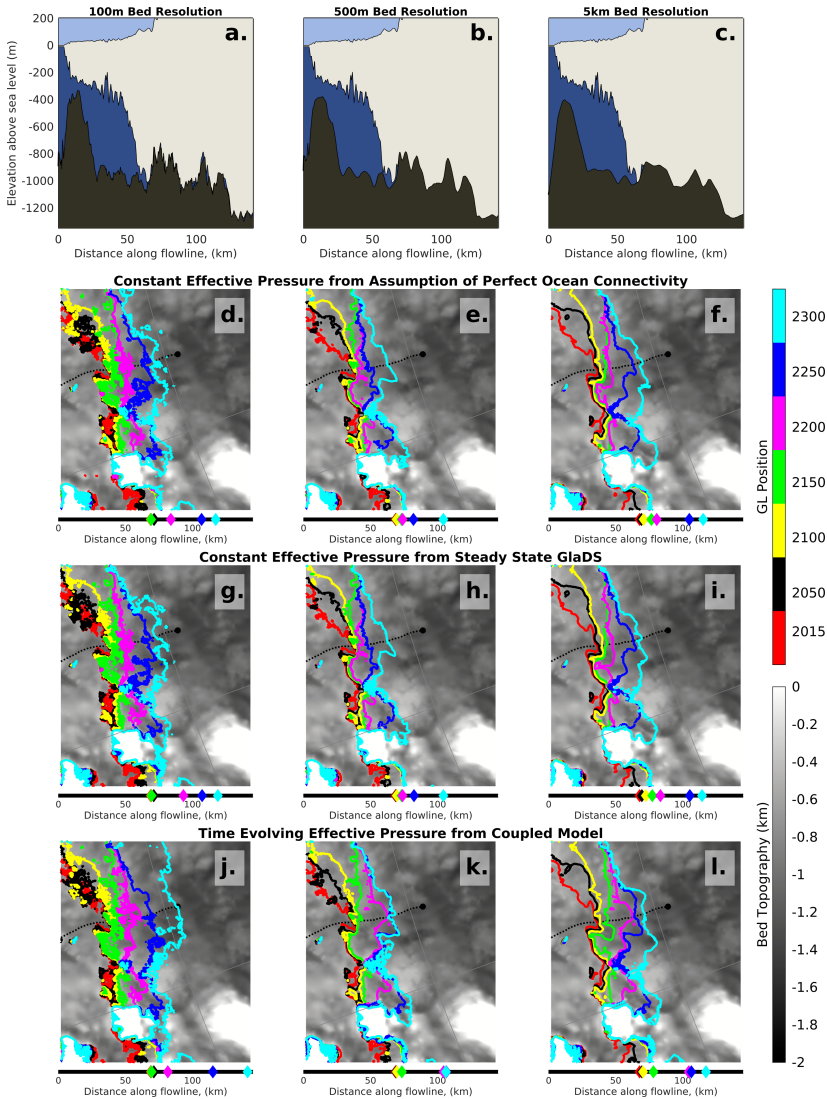 100m Bed Resolution
500m Bed Resolution
5km Bed Resolution
a.
b.
c.
Elevation above sea level (m)
200
0
-200
-400
-600
-800
-1000
-1200
0 50 100
0 50 100
0 50 100
Distance along flowline, (km)
Distance along flowline, (km)
Distance along flowline, (km)
Constant Effective Pressure from Assumption of Perfect Ocean Connectivity
d.
e.
f.
0 50 100
0 50 100
0 50 100
Distance along flowline, (km)
Distance along flowline, (km)
Distance along flowline, (km)
Constant Effective Pressure from Steady State GlaDS
g.
h.
i.
0 50 100
0 50 100
0 50 100
Distance along flowline, (km)
Distance along flowline, (km)
Distance along flowline, (km)
Time Evolving Effective Pressure from Coupled Model
j.
k.
l.
0 50 100
0 50 100
0 50 100
Distance along flowline, (km)
Distance along flowline, (km)
Distance along flowline, (km)
GL Position
2300
2250
2200
2150
2100
2050
2015
Bed Topography (km)
0
-0.2
-0.4
-0.6
-0.8
-1
-1.2
-1.4
-1.6
-1.8
-2